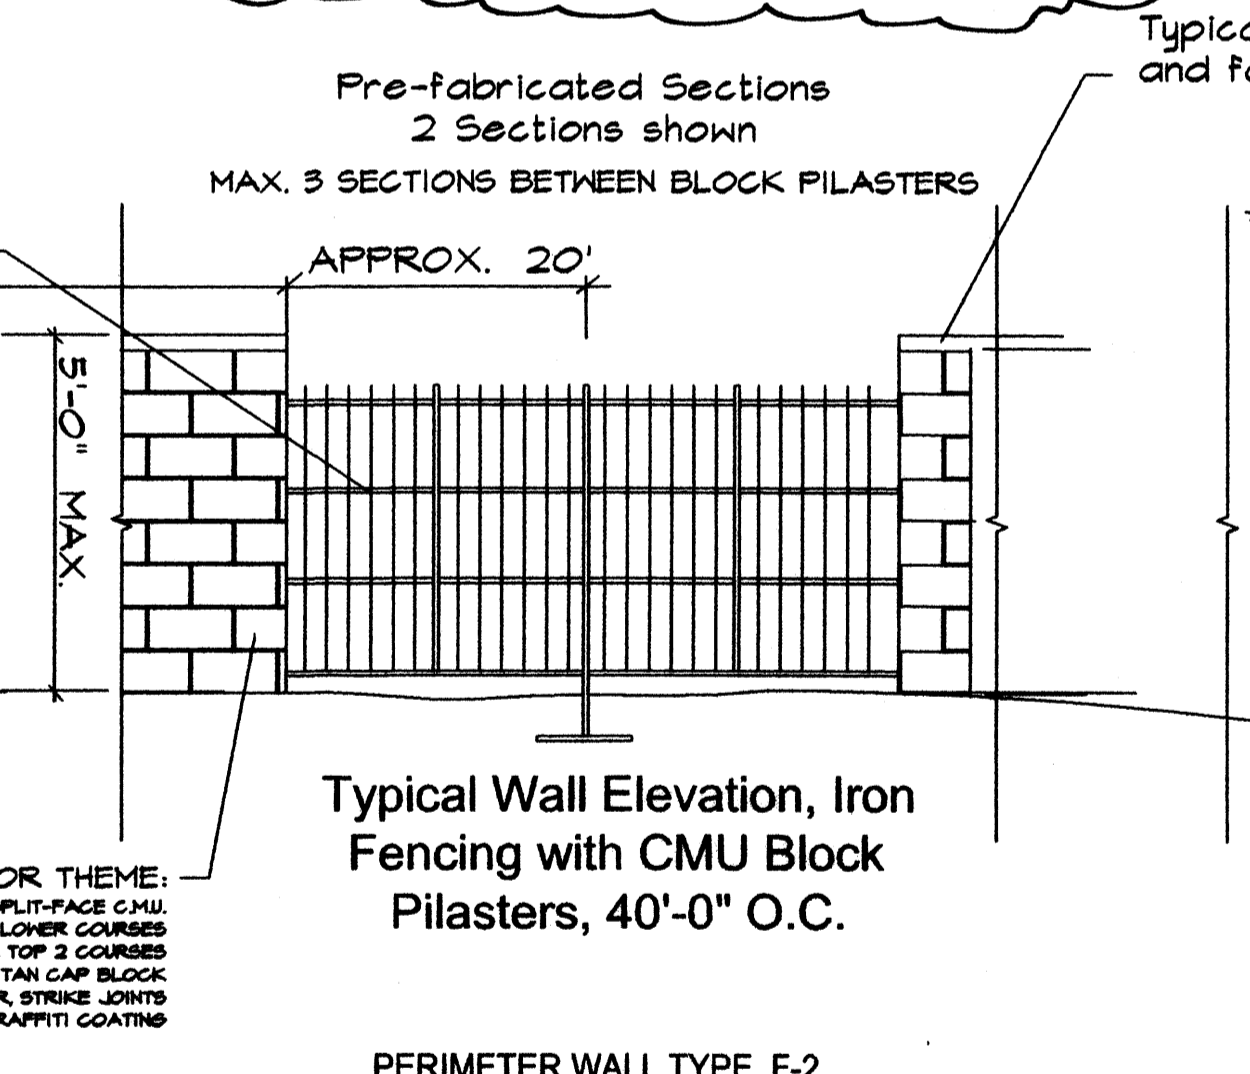 Pre-fabricated Sections
2 Sections shown
MAX. 3 SECTIONS BETWEEN BLOCK PILASTERS
and
APPROX. 20'
5'-0" MAX.
Typical Wall Elevation, Iron
Fencing with CMU Block
Pilasters, 40'-0" O.C.
THEME:
C.M.U.
LOWER COURSES
TOP 2 COURSES
TAN CAP BLOCK
STRIKE JOINTS
COATING
PERIMETER WALL TYPE F-2